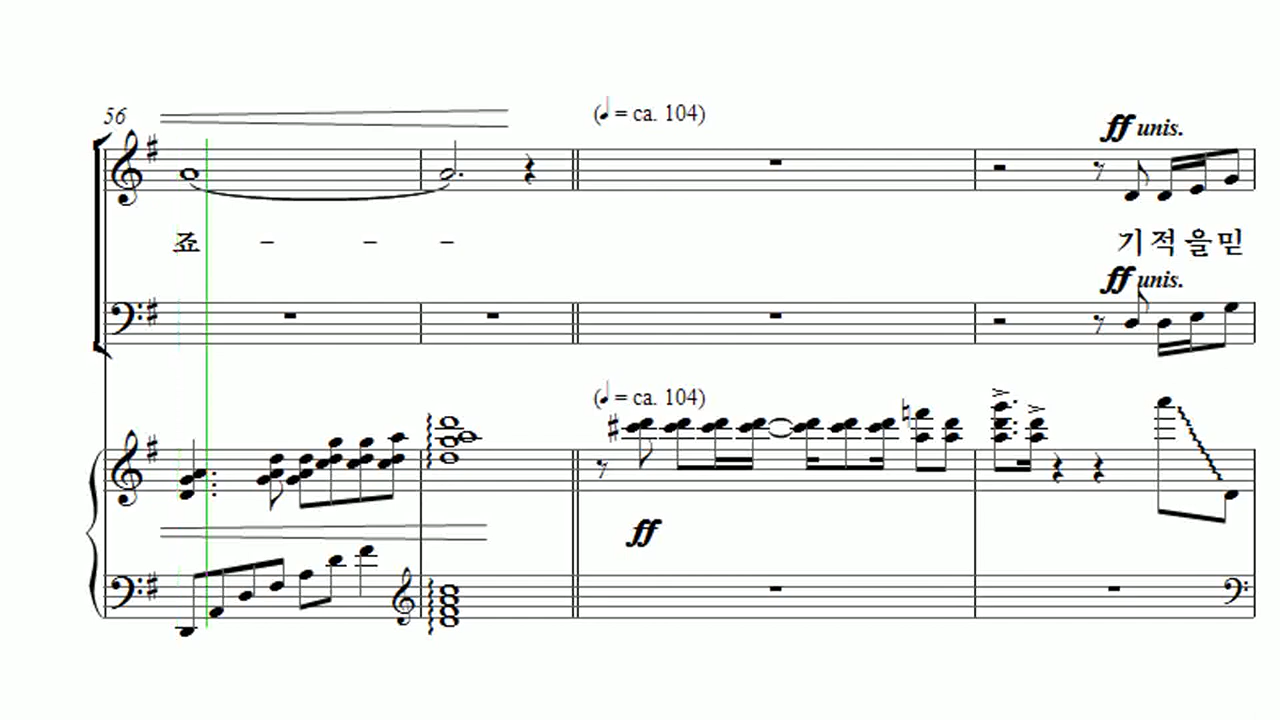 56
(♩ = ca. 104)
ff unis.
죠 - - -
기 적 을 믿
ff unis.
(♩ = ca. 104)
ff